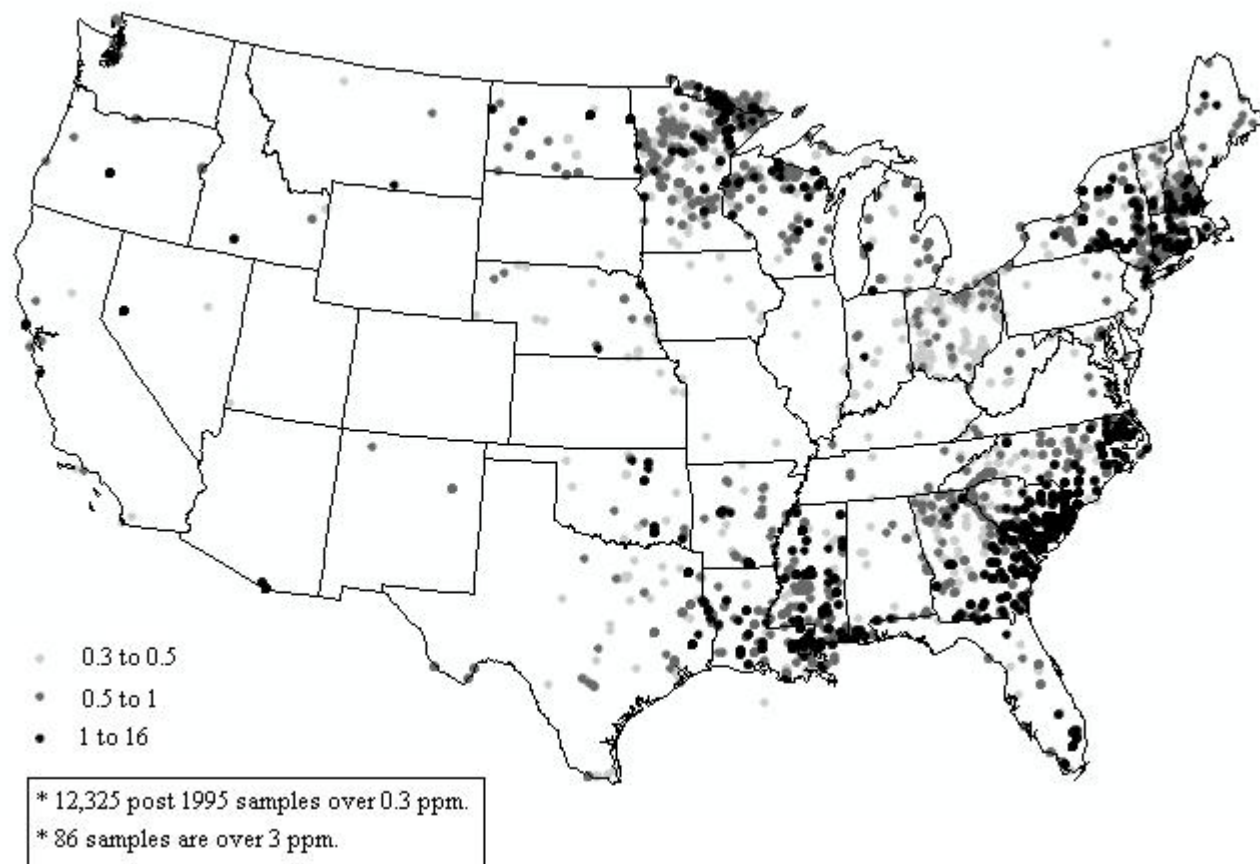 0.3 to 0.5
0.5 to 1
1 to 16
* 12,325 post 1995 samples over 0.3 ppm.
* 86 samples are over 3 ppm.